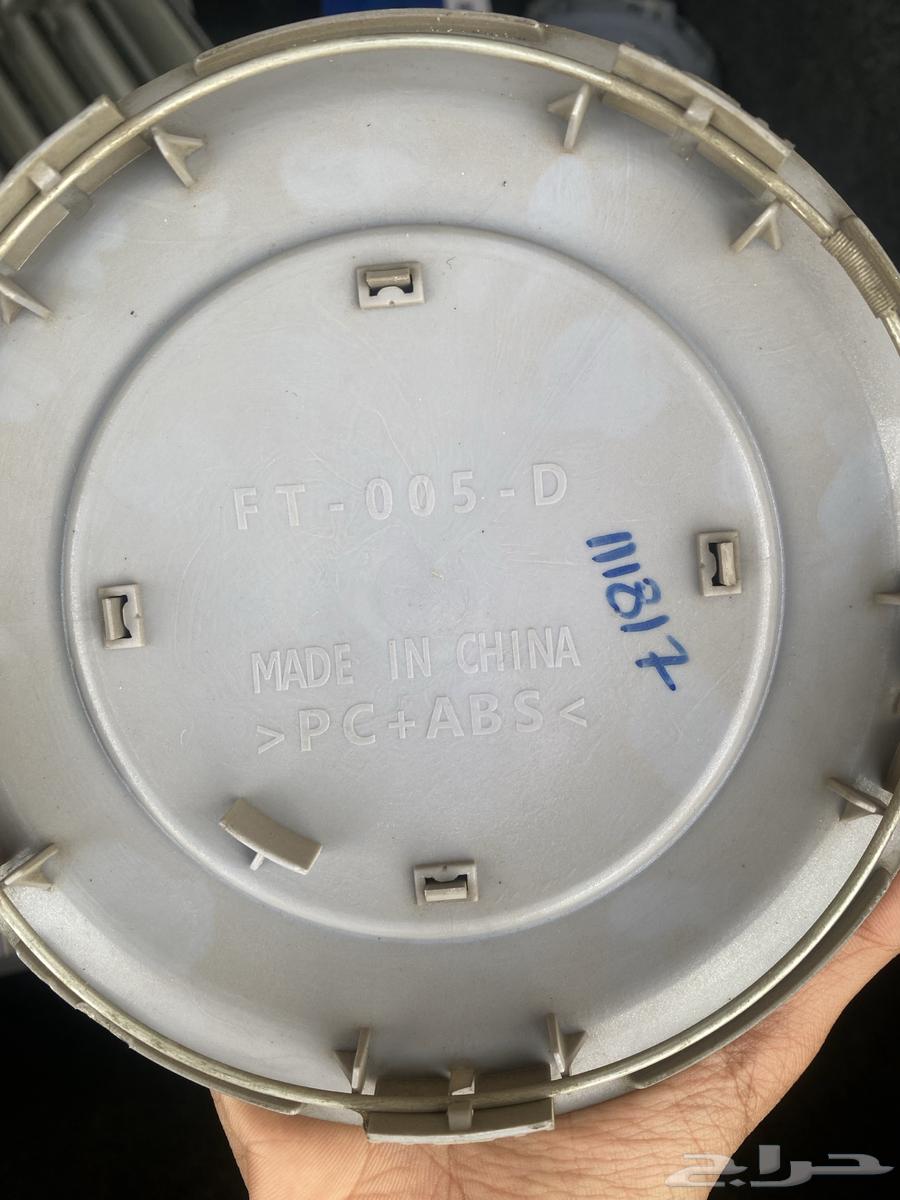 FT-005-D
111817
MADE IN CHINA
>PC+ABS<
حراج